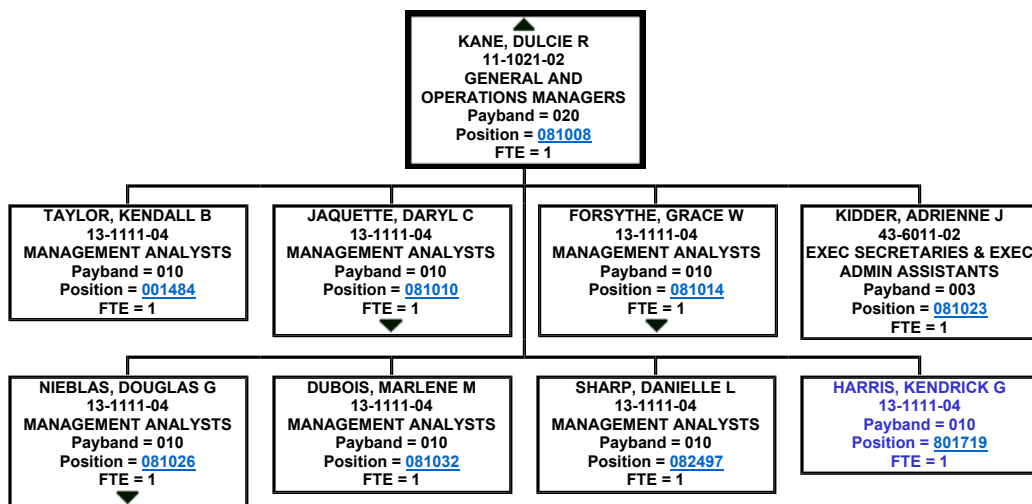 KANE, DULCIE R
11-1021-02
GENERAL AND
OPERATIONS MANAGERS
Payband = 020
Position = 081008
FTE = 1
TAYLOR, KENDALL B
13-1111-04
MANAGEMENT ANALYSTS
Payband = 010
Position = 001484
FTE = 1
JAQUETTE, DARYL C
13-1111-04
MANAGEMENT ANALYSTS
Payband = 010
Position = 081010
FTE = 1
FORSYTHE, GRACE W
13-1111-04
MANAGEMENT ANALYSTS
Payband = 010
Position = 081014
FTE = 1
KIDDER, ADRIENNE J
43-6011-02
EXEC SECRETARIES & EXEC
ADMIN ASSISTANTS
Payband = 003
Position = 081023
FTE = 1
NIEBLAS, DOUGLAS G
13-1111-04
MANAGEMENT ANALYSTS
Payband = 010
Position = 081026
FTE = 1
DUBOIS, MARLENE M
13-1111-04
MANAGEMENT ANALYSTS
Payband = 010
Position = 081032
FTE = 1
SHARP, DANIELLE L
13-1111-04
MANAGEMENT ANALYSTS
Payband = 010
Position = 082497
FTE = 1
HARRIS, KENDRICK G
13-1111-04
Payband = 010
Position = 801719
FTE = 1